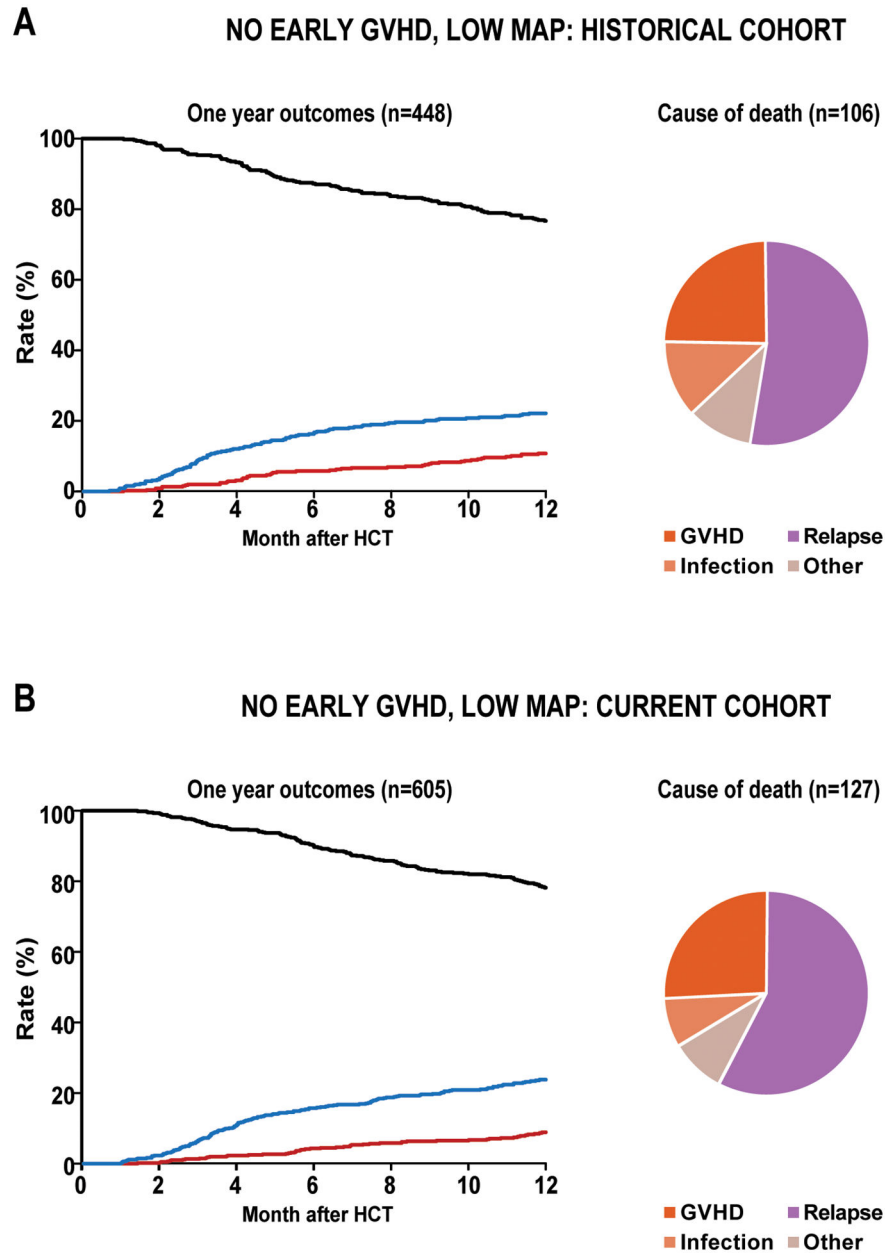 A
NO EARLY GVHD, LOW MAP: HISTORICAL COHORT
One year outcomes (n=448)
Cause of death (n=106)
Rate (%)
100
80
60
40
20
0
0 2 4 6 8 10 12
Month after HCT
GVHD Relapse
Infection Other
B
NO EARLY GVHD, LOW MAP: CURRENT COHORT
One year outcomes (n=605)
Cause of death (n=127)
Rate (%)
100
80
60
40
20
0
0 2 4 6 8 10 12
Month after HCT
GVHD Relapse
Infection Other